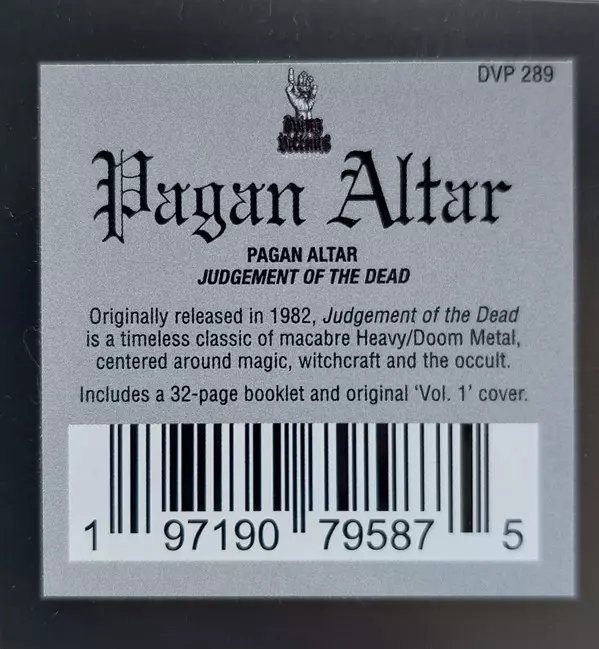 DVP 289
Dying
Victims
Pagan Altar
PAGAN ALTAR
JUDGEMENT OF THE DEAD
Originally released in 1982, Judgement of the Dead
is a timeless classic of macabre Heavy/Doom Metal,
centered around magic, witchcraft and the occult.
Includes a 32-page booklet and original ‘Vol. 1’ cover.
1 97190 79587 5